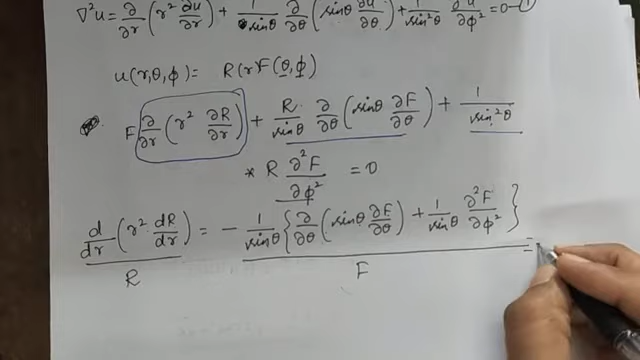 ∇²u = ∂/∂r (r² ∂u/∂r) + 1/sinθ ∂/∂θ (sinθ ∂u/∂θ) + 1/sin²θ ∂²u/∂φ² = 0 —①
u(r,θ,φ) = R(r) F(θ,φ)
F ∂/∂r (r² ∂R/∂r) + R/sinθ ∂/∂θ (sinθ ∂F/∂θ) + 1/sin²θ
* R ∂²F/∂φ² = 0
d/dr (r² dR/dr) / R = - 1/sinθ { ∂/∂θ (sinθ ∂F/∂θ) + 1/sinθ ∂²F/∂φ² } / F =